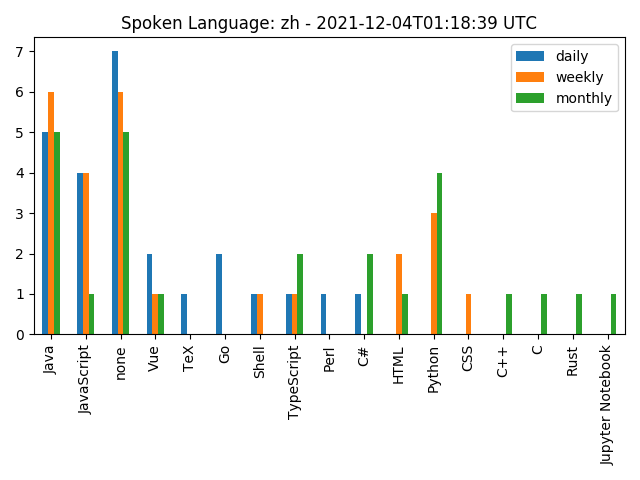 Spoken Language: zh - 2021-12-04T01:18:39 UTC
daily
weekly
monthly
7
6
5
4
3
2
1
0
Java
JavaScript
none
Vue
TeX
Go
Shell
TypeScript
Perl
C#
HTML
Python
CSS
C++
C
Rust
Jupyter Notebook